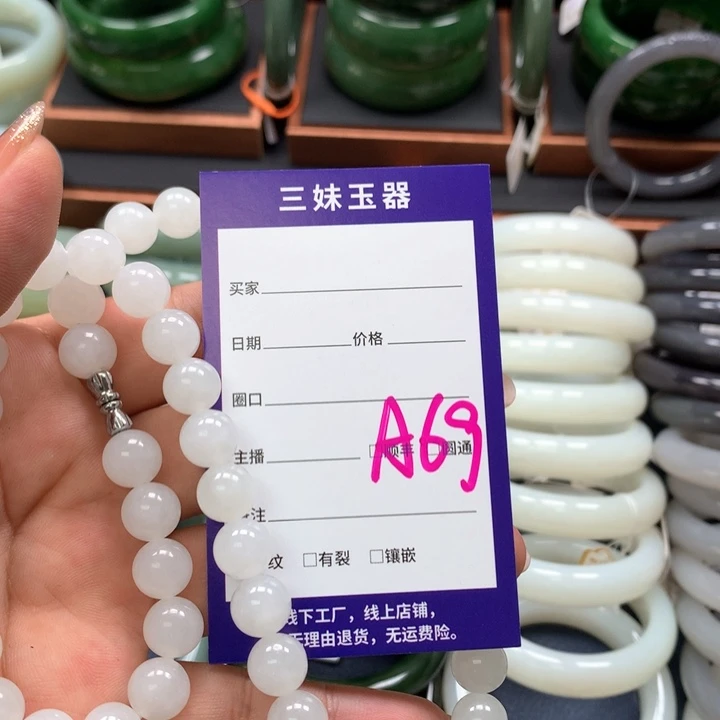 三妹玉器
买家
日期 价格
圈口
A69
主播 □顺丰 □圆通
注
纹 □有裂 □镶嵌
线下工厂，线上店铺，
理由退货，无运费险。